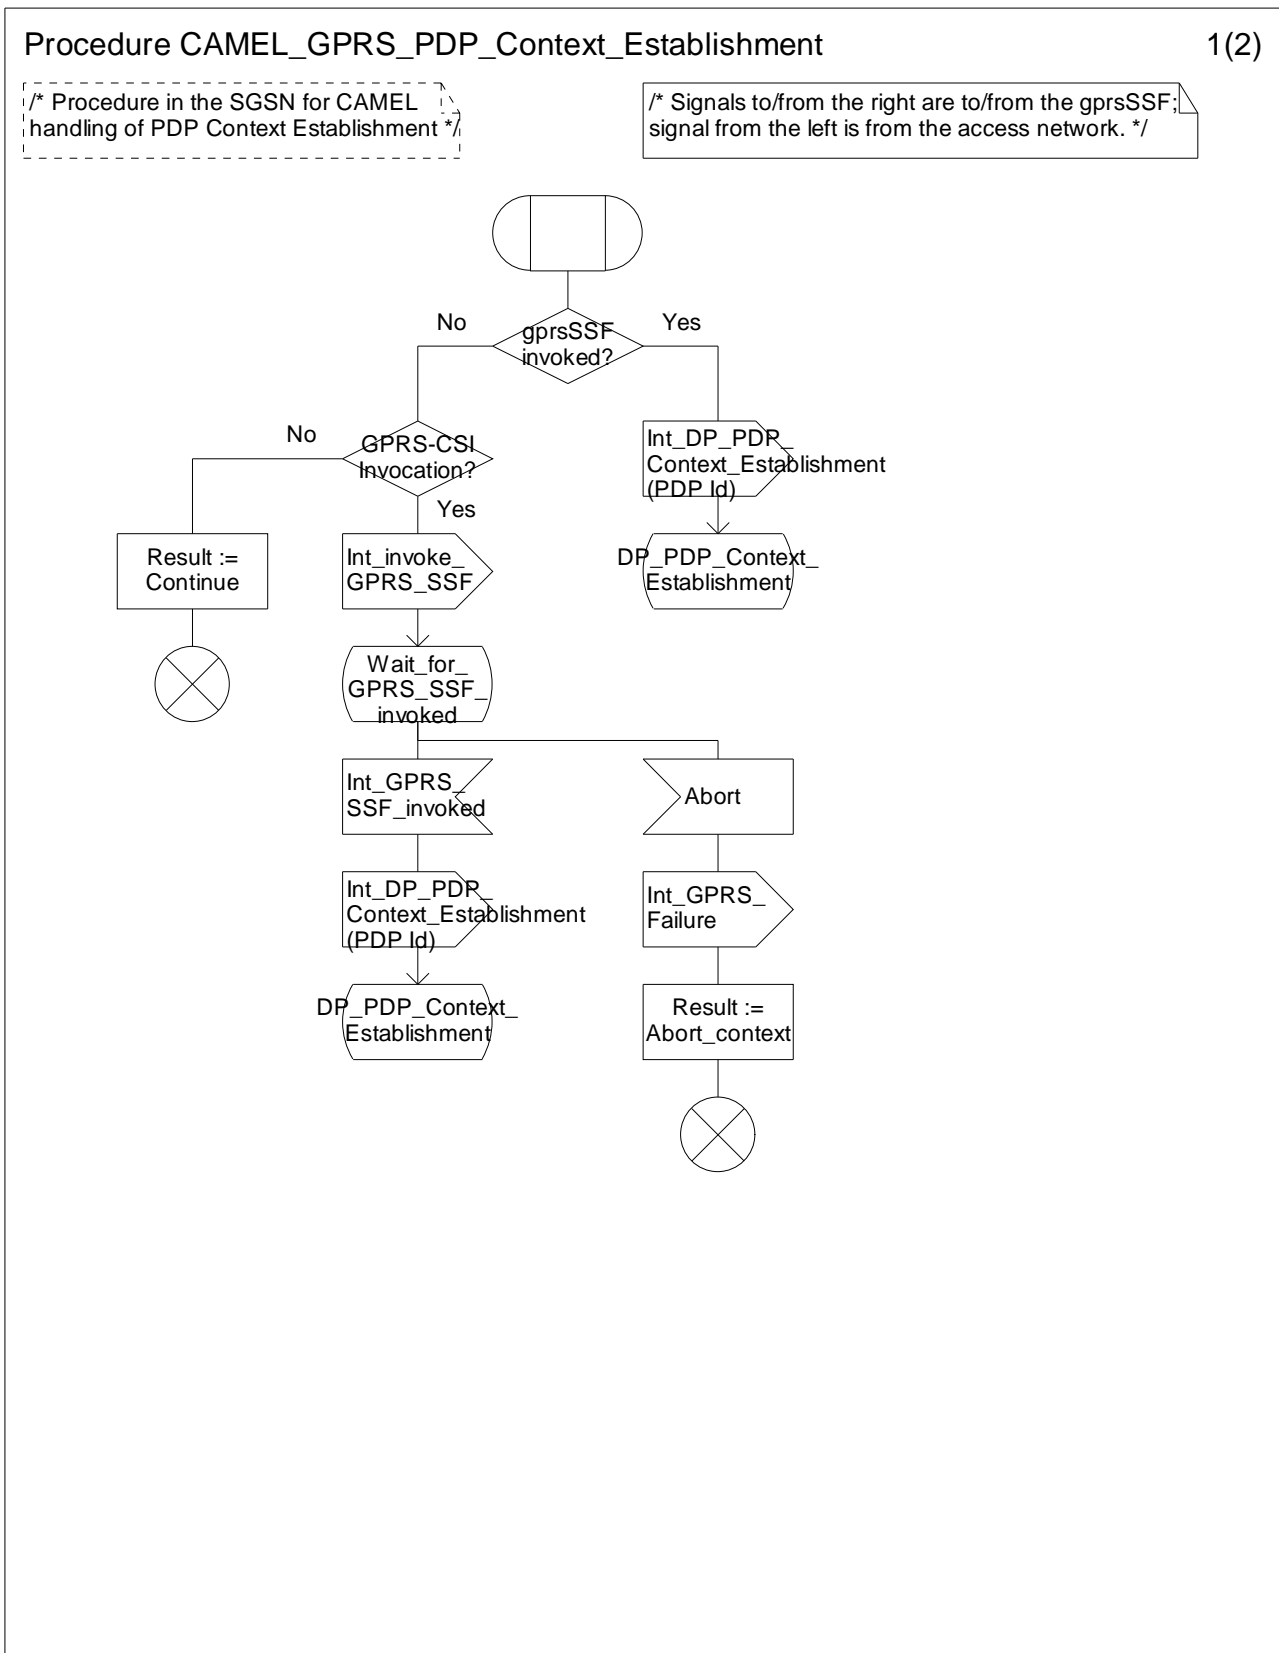 Procedure CAMEL_GPRS_PDP_Context_Establishment
1(2)
/* Procedure in the SGSN for CAMEL
handling of PDP Context Establishment */
/* Signals to/from the right are to/from the gprsSSF;
signal from the left is from the access network. */
No
gprsSSF
invoked?
Yes
No
GPRS-CSI
Invocation?
Yes
Int_DP_PDP_
Context_Establishment
(PDP Id)
Result :=
Continue
Int_invoke_
GPRS_SSF
DP_PDP_Context_
Establishment
Wait_for_
GPRS_SSF_
invoked
Int_GPRS_
SSF_invoked
Abort
Int_DP_PDP_
Context_Establishment
(PDP Id)
Int_GPRS_
Failure
DP_PDP_Context_
Establishment
Result :=
Abort_context